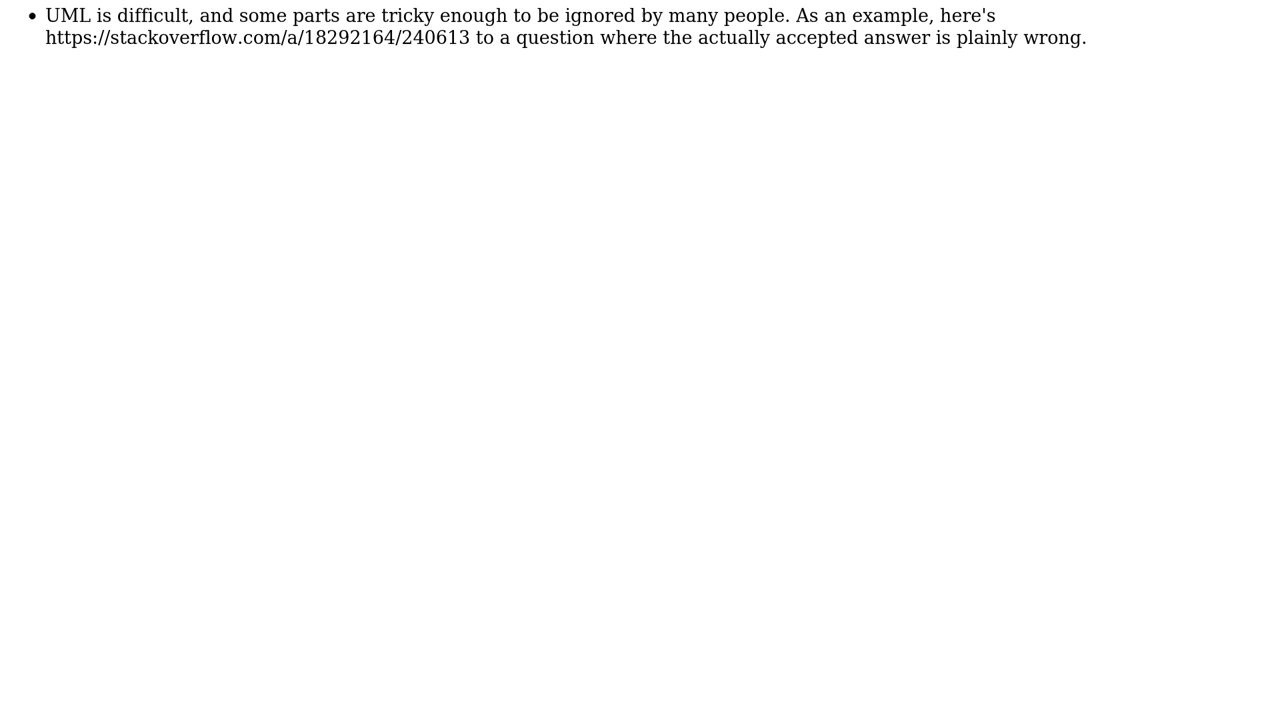 • UML is difficult, and some parts are tricky enough to be ignored by many people. As an example, here's
https://stackoverflow.com/a/18292164/240613 to a question where the actually accepted answer is plainly wrong.